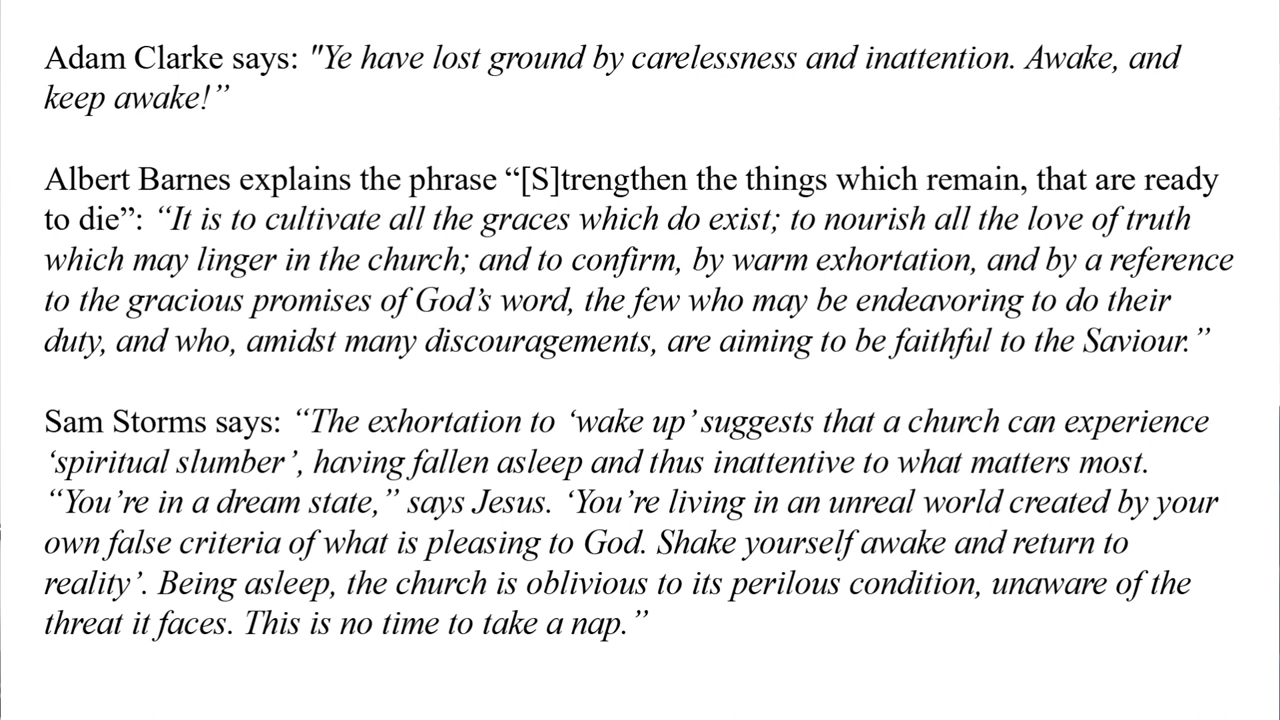 Adam Clarke says: "Ye have lost ground by carelessness and inattention. Awake, and
keep awake!”
Albert Barnes explains the phrase “[S]trengthen the things which remain, that are ready
to die”: “It is to cultivate all the graces which do exist; to nourish all the love of truth
which may linger in the church; and to confirm, by warm exhortation, and by a reference
to the gracious promises of God’s word, the few who may be endeavoring to do their
duty, and who, amidst many discouragements, are aiming to be faithful to the Saviour.”
Sam Storms says: “The exhortation to ‘wake up’ suggests that a church can experience
‘spiritual slumber’, having fallen asleep and thus inattentive to what matters most.
“You’re in a dream state,” says Jesus. ‘You’re living in an unreal world created by your
own false criteria of what is pleasing to God. Shake yourself awake and return to
reality’. Being asleep, the church is oblivious to its perilous condition, unaware of the
threat it faces. This is no time to take a nap.”